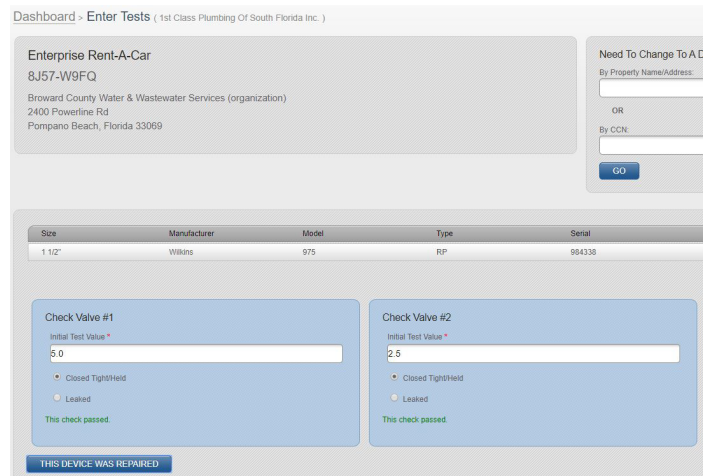 Dashboard > Enter Tests ( 1st Class Plumbing Of South Florida Inc. )
Enterprise Rent-A-Car
8J57-W9FQ
Broward County Water & Wastewater Services (organization)
2400 Powerline Rd
Pompano Beach, Florida 33069
Need To Change To A D
By Property Name/Address:
OR
By CCN:
GO
Size Manufacturer Model Type Serial
1 1/2" Wilkins 975 RP 984338
Check Valve #1
Initial Test Value *
5.0
Closed Tight/Held
Leaked
This check passed.
Check Valve #2
Initial Test Value *
2.5
Closed Tight/Held
Leaked
This check passed.
THIS DEVICE WAS REPAIRED